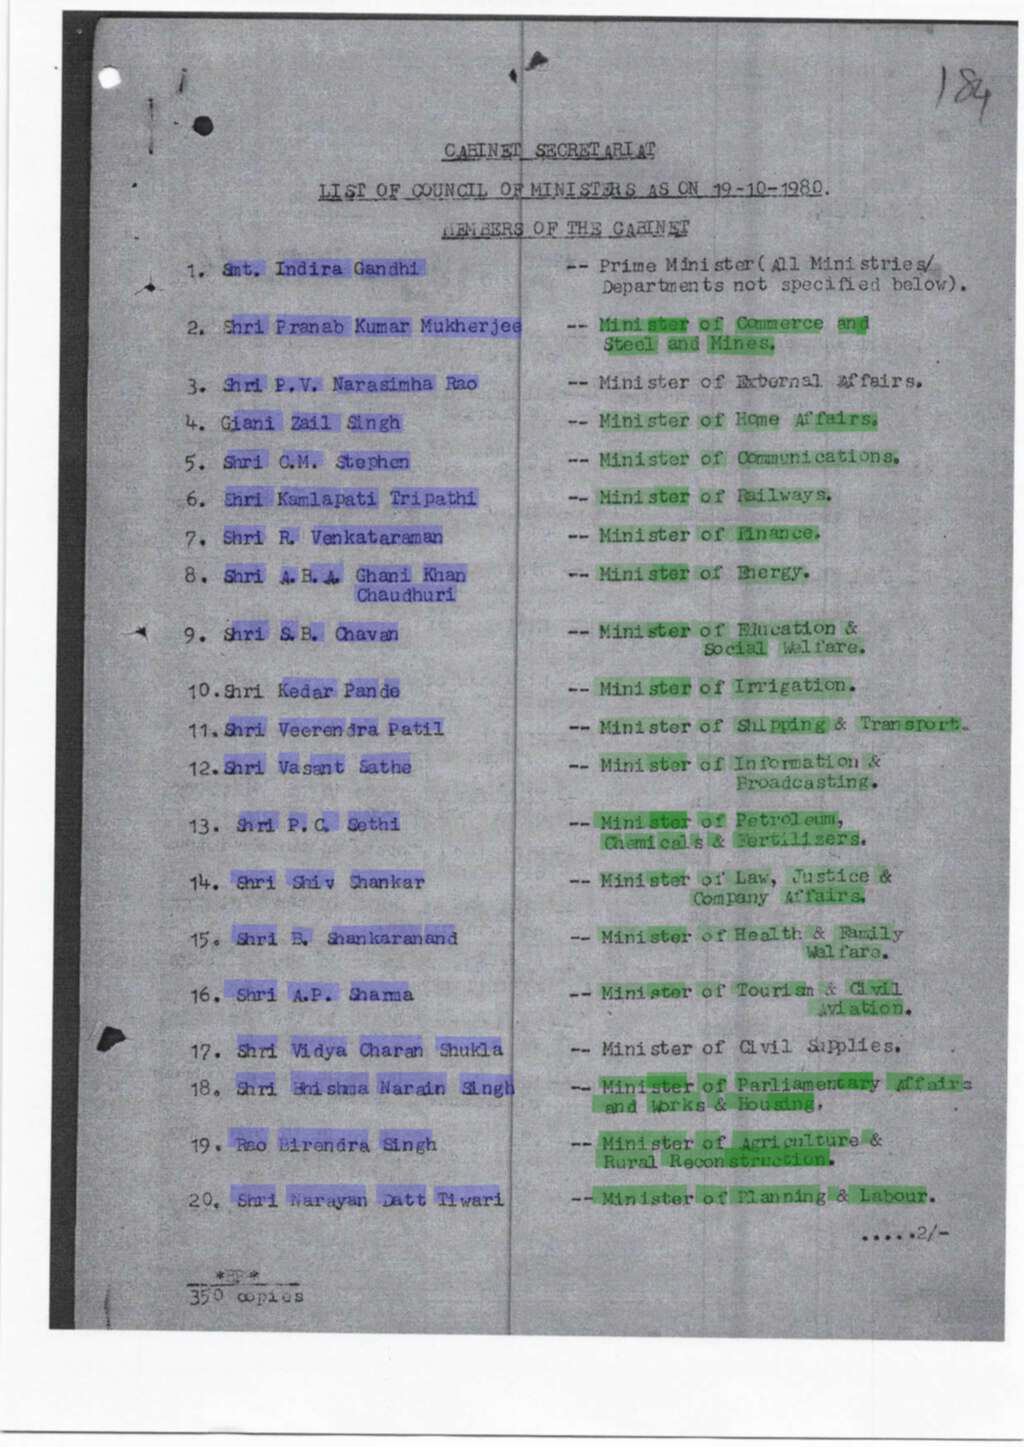 184
CABINET SECRETARIAT
LIST OF COUNCIL OF MINISTERS AS ON 19-10-1980.
MEMBERS OF THE CABINET
1. Smt. Indira Gandhi -- Prime Minister( All Ministries/
Departments not specified below).
2. Shri Pranab Kumar Mukherjee -- Minister of Commerce and
Steel and Mines.
3. Shri P.V. Narasimha Rao -- Minister of External Affairs.
4. Giani Zail Singh -- Minister of Home Affairs.
5. Shri C.M. Stephen -- Minister of Communications.
6. Shri Kamlapati Tripathi -- Minister of Railways.
7. Shri R. Venkataraman -- Minister of Finance.
8. Shri A.B.A. Ghani Khan -- Minister of Energy.
Chaudhuri
9. Shri S.B. Chavan -- Minister of Education &
Social Welfare.
10.Shri Kedar Pande -- Minister of Irrigation.
11.Shri Veerendra Patil -- Minister of Shipping & Transport.
12.Shri Vasant Sathe -- Minister of Information &
Broadcasting.
13. Shri P.C. Sethi -- Minister of Petroleum,
Chemicals & Fertilizers.
14. Shri Shiv Shankar -- Minister of Law, Justice &
Company Affairs.
15. Shri B. Shankaranand -- Minister of Health & Family
Welfare.
16. Shri A.P. Sharma -- Minister of Tourism & Civil
Aviation.
17. Shri Vidya Charan Shukla -- Minister of Civil Supplies.
18. Shri Bhishma Narain Singh -- Minister of Parliamentary Affairs
and Works & Housing.
19. Rao Birendra Singh -- Minister of Agriculture &
Rural Reconstruction.
20. Shri Narayan Datt Tiwari -- Minister of Planning & Labour.
.....2/-
350 copies